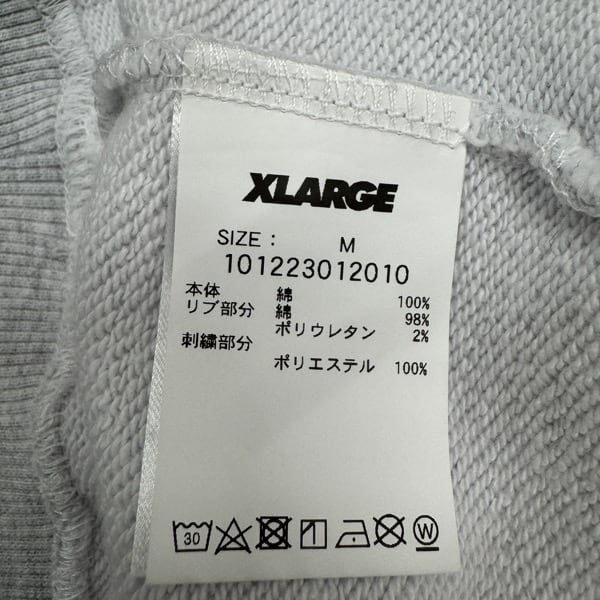 XLARGE
SIZE : M
101223012010
本体 綿 100%
リブ部分 綿 98%
ポリウレタン 2%
刺繍部分
ポリエステル 100%
30 W